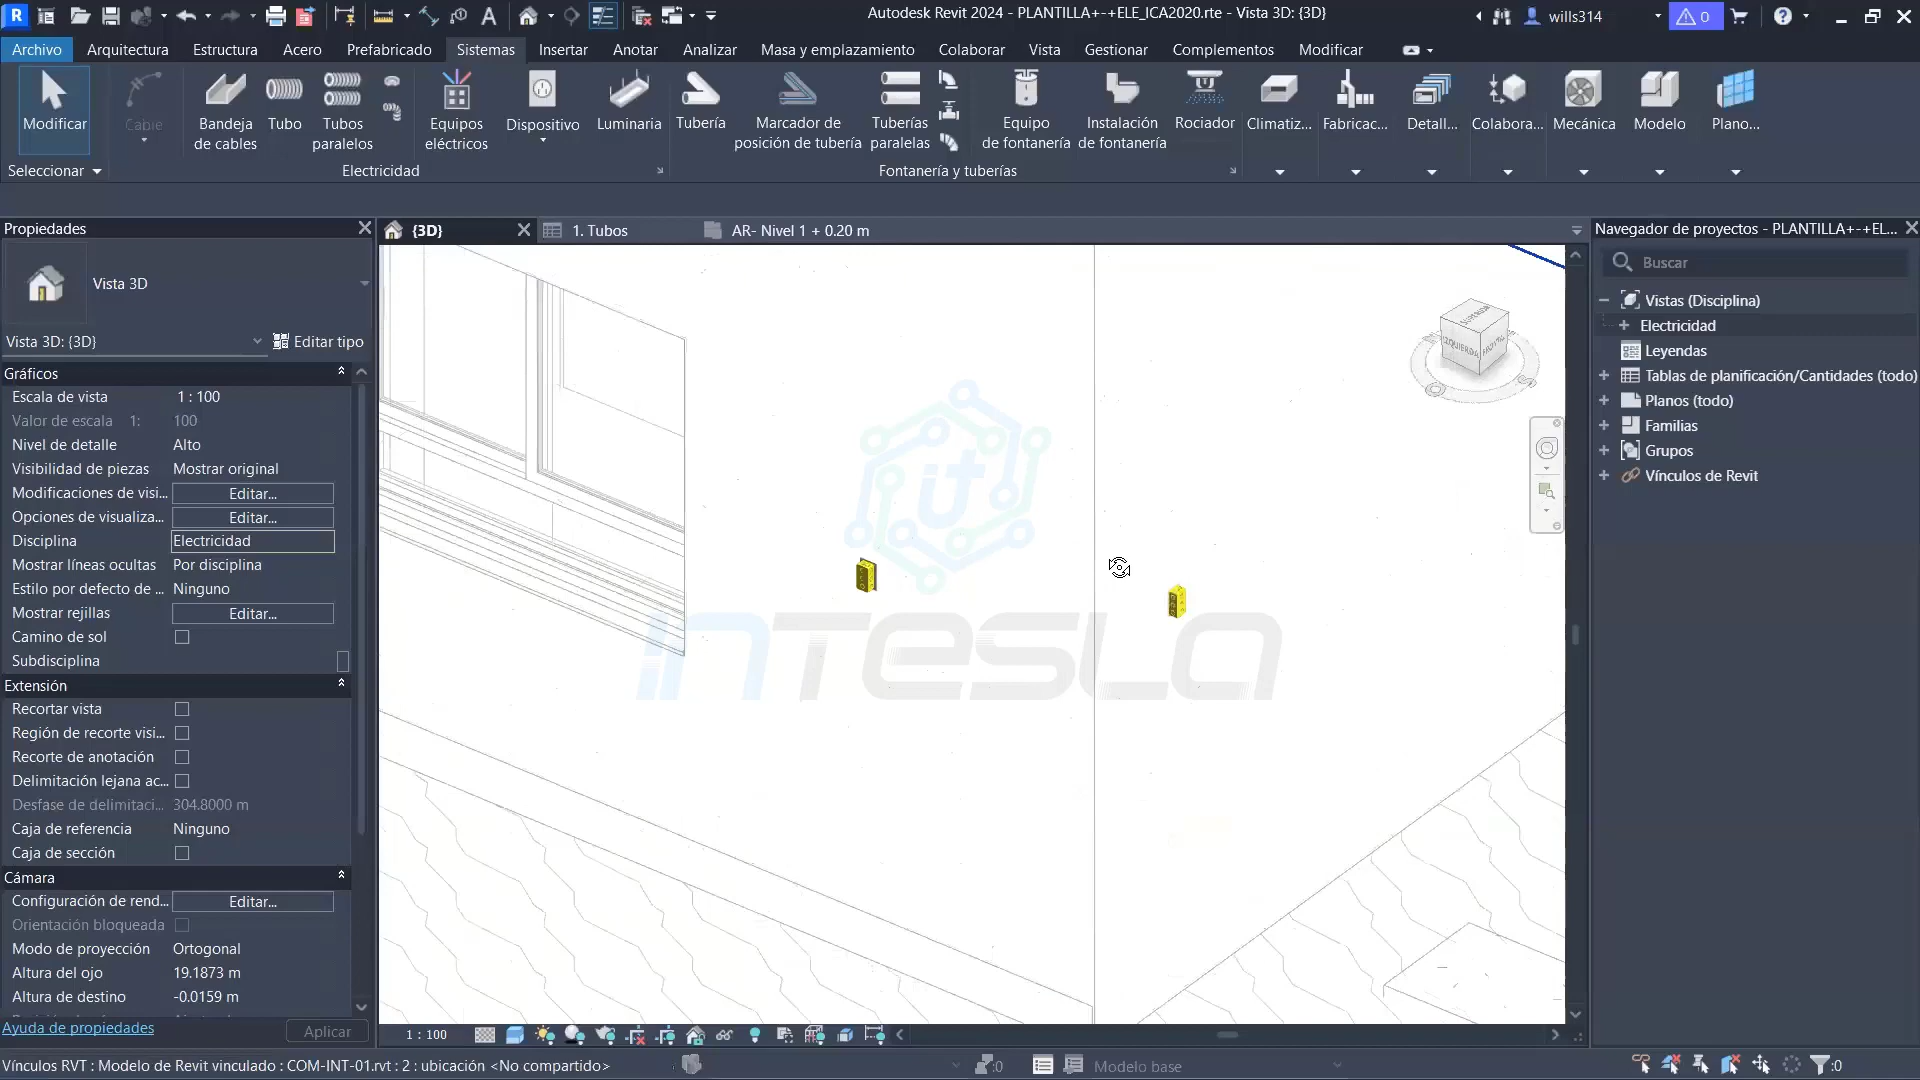 Autodesk Revit 2024 - PLANTILLA+-+ELE_ICA2020.rte - Vista 3D: {3D}
wills314
0
Archivo Arquitectura Estructura Acero Prefabricado Sistemas Insertar Anotar Analizar Masa y emplazamiento Colaborar Vista Gestionar Complementos Modificar
Modificar
Cable
Bandeja de cables
Tubo
Tubos paralelos
Equipos eléctricos
Dispositivo
Luminaria
Tubería
Marcador de posición de tubería
Tuberías paralelas
Equipo de fontanería
Instalación de fontanería
Rociador
Climatiz...
Fabricac...
Detall...
Colabora...
Mecánica
Modelo
Plano...
Seleccionar
Electricidad
Fontanería y tuberías
Propiedades
{3D}
1. Tubos
AR- Nivel 1 + 0.20 m
Navegador de proyectos - PLANTILLA+-+EL...
Vista 3D
Vista 3D: {3D}
Editar tipo
Gráficos
Escala de vista 1 : 100
Valor de escala 1: 100
Nivel de detalle Alto
Visibilidad de piezas Mostrar original
Modificaciones de visi... Editar...
Opciones de visualiza... Editar...
Disciplina Electricidad
Mostrar líneas ocultas Por disciplina
Estilo por defecto de ... Ninguno
Mostrar rejillas Editar...
Camino de sol
Subdisciplina
Extensión
Recortar vista
Región de recorte visi...
Recorte de anotación
Delimitación lejana ac...
Desfase de delimitaci... 304.8000 m
Caja de referencia Ninguno
Caja de sección
Cámara
Configuración de rend... Editar...
Orientación bloqueada
Modo de proyección Ortogonal
Altura del ojo 19.1873 m
Altura de destino -0.0159 m
Ayuda de propiedades
Aplicar
SUPERIOR
IZQUIERDA
FRONTAL
it
INTESLA
Buscar
Vistas (Disciplina)
Electricidad
Leyendas
Tablas de planificación/Cantidades (todo)
Planos (todo)
Familias
Grupos
Vínculos de Revit
1 : 100
Vínculos RVT : Modelo de Revit vinculado : COM-INT-01.rvt : 2 : ubicación <No compartido>
:0
Modelo base
:0